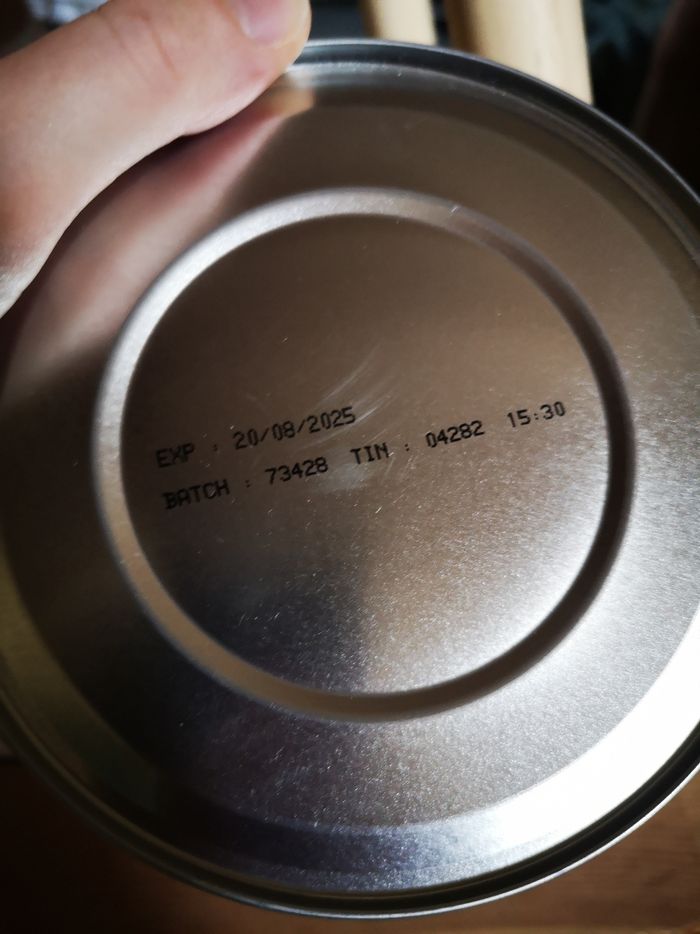 EXP : 20/08/2025
BATCH : 73428 TIN : 04282 15:30